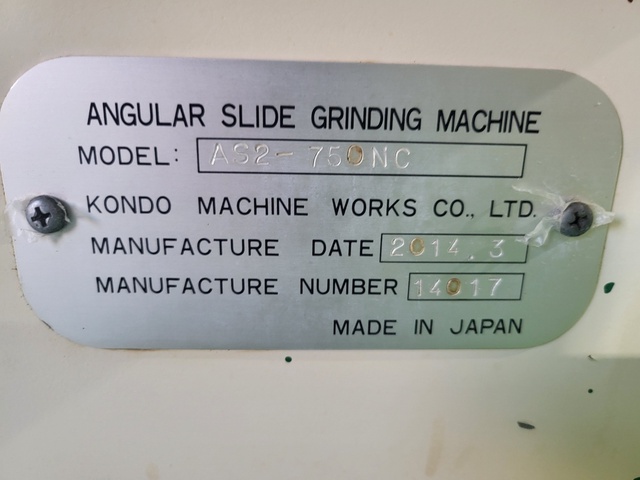 ANGULAR SLIDE GRINDING MACHINE
MODEL: AS2-750NC
KONDO MACHINE WORKS CO., LTD.
MANUFACTURE DATE 2014.3
MANUFACTURE NUMBER 14017
MADE IN JAPAN